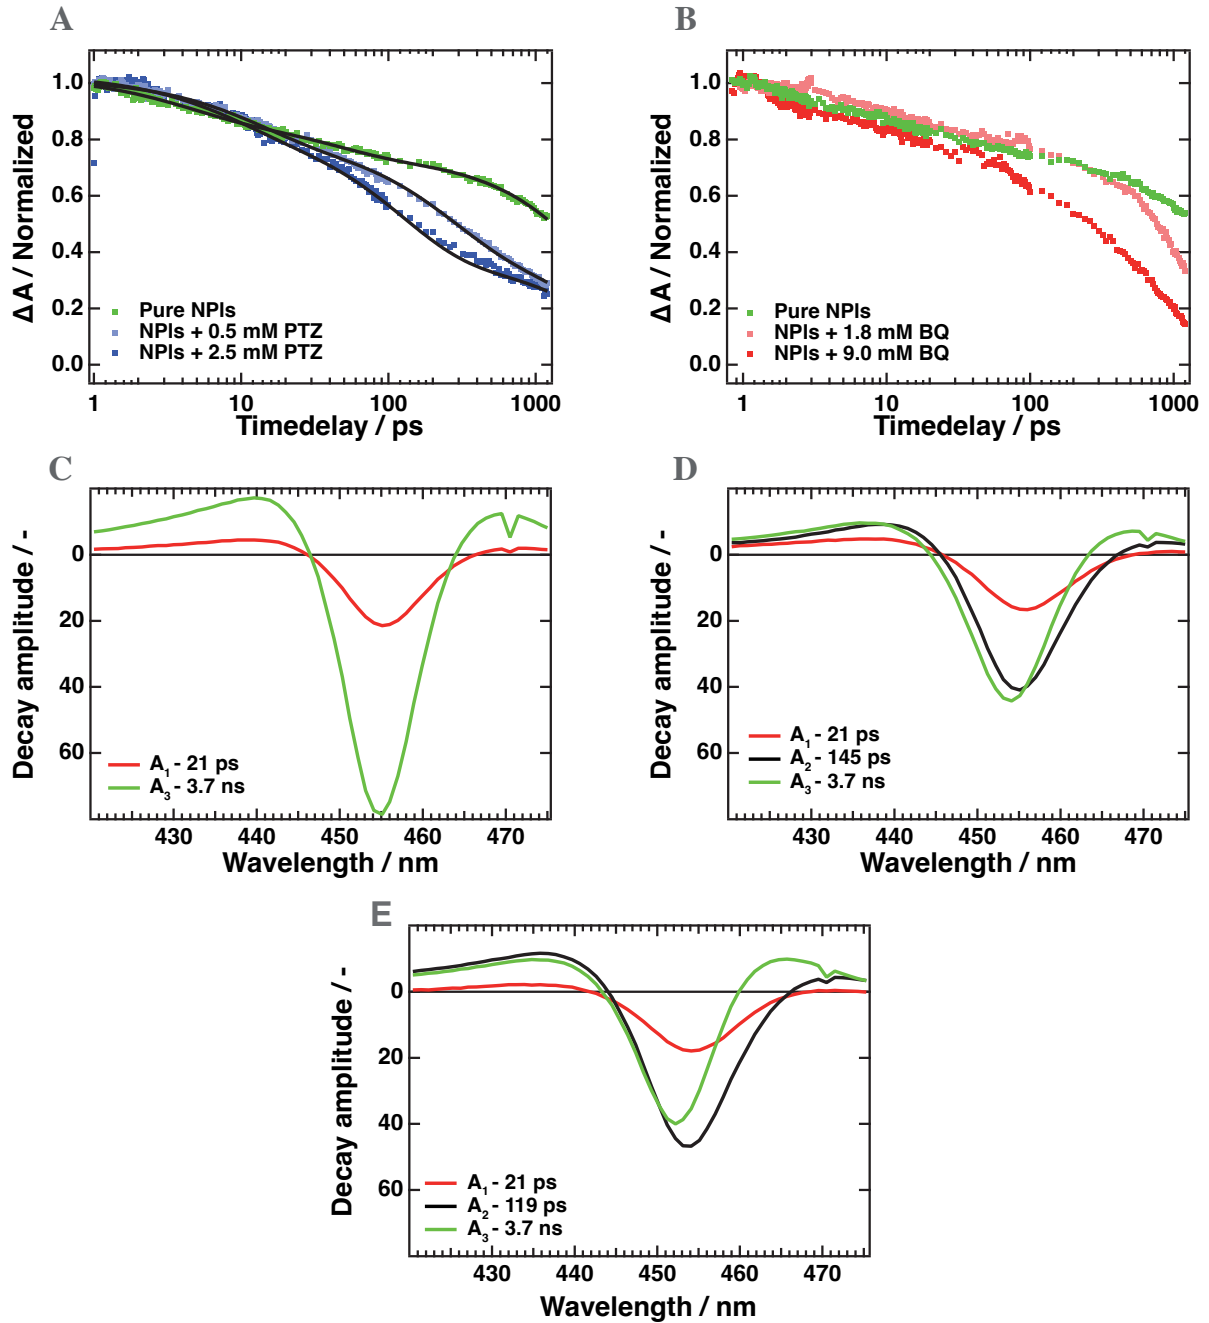 A
B
ΔA / Normalized
1.0
0.8
0.6
0.4
0.2
0.0
Pure NPls
NPls + 0.5 mM PTZ
NPls + 2.5 mM PTZ
1
10
100
1000
Timedelay / ps
ΔA / Normalized
1.0
0.8
0.6
0.4
0.2
0.0
Pure NPls
NPls + 1.8 mM BQ
NPls + 9.0 mM BQ
1
10
100
1000
Timedelay / ps
C
D
Decay amplitude / -
0
20
40
60
A1 - 21 ps
A3 - 3.7 ns
430
440
450
460
470
Wavelength / nm
Decay amplitude / -
0
20
40
60
A1 - 21 ps
A2 - 145 ps
A3 - 3.7 ns
430
440
450
460
470
Wavelength / nm
E
Decay amplitude / -
0
20
40
60
A1 - 21 ps
A2 - 119 ps
A3 - 3.7 ns
430
440
450
460
470
Wavelength / nm